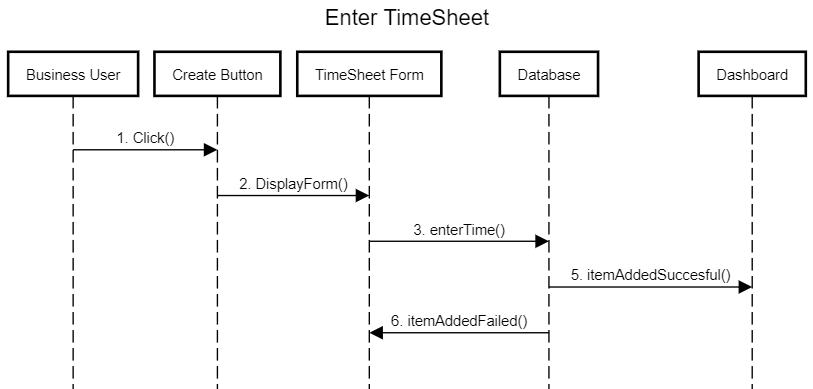 Enter TimeSheet
Business User
Create Button
TimeSheet Form
Database
Dashboard
1. Click()
2. DisplayForm()
3. enterTime()
5. itemAddedSuccesful()
6. itemAddedFailed()